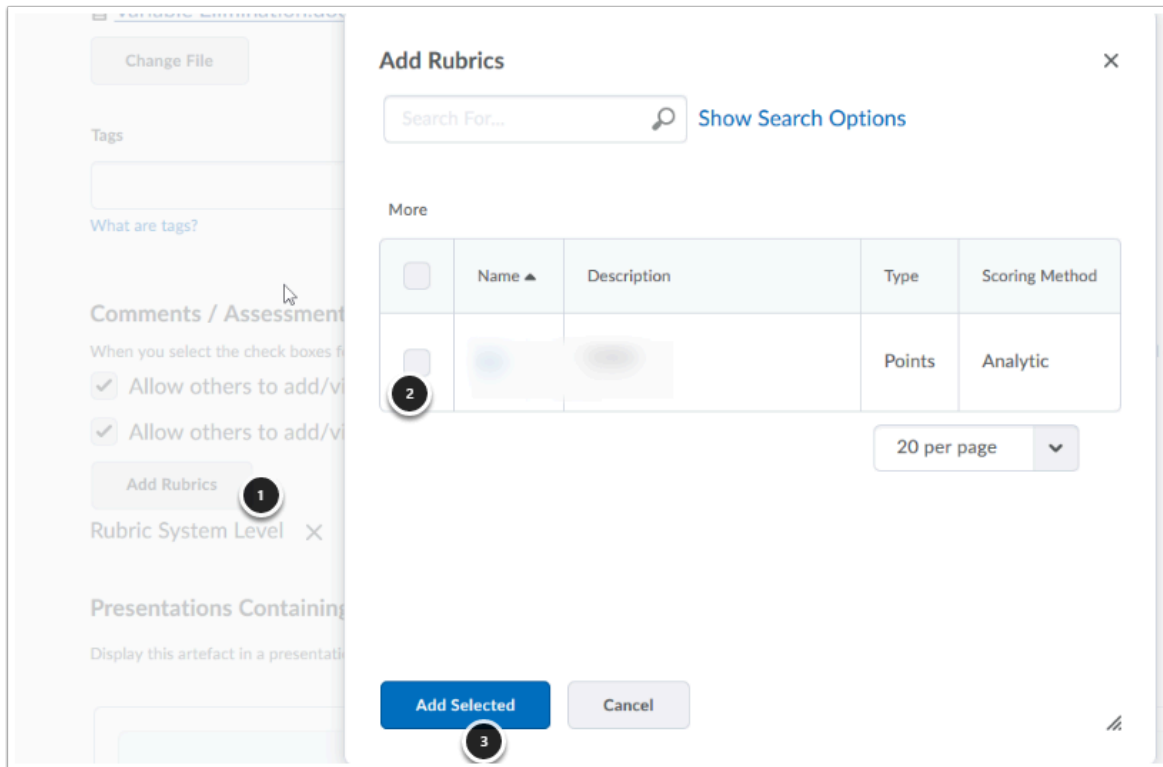 Change File
Tags
What are tags?
Comments / Assessment
When you select the check boxes
Allow others to add/vi
Allow others to add/vi
Add Rubrics
1
Rubric System Level
Presentations Containing
Display this artefact in a presentati
Add Rubrics
Search For...
Show Search Options
More
Name
Description
Type
Scoring Method
2
Points
Analytic
20 per page
Add Selected
Cancel
3